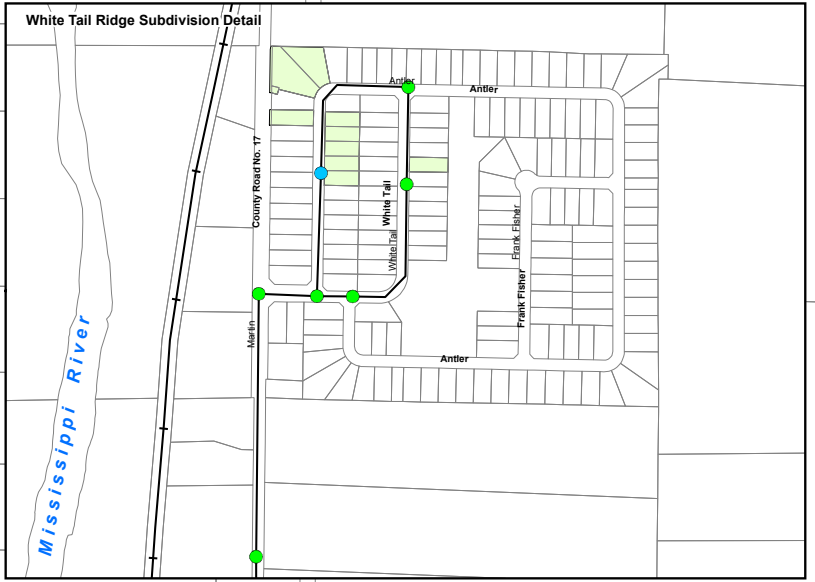 White Tail Ridge Subdivision Detail
Antler
Antler
County Road No. 17
White Tail
White Tail
Frank Fisher
Frank Fisher
Martin
Antler
Mississippi River